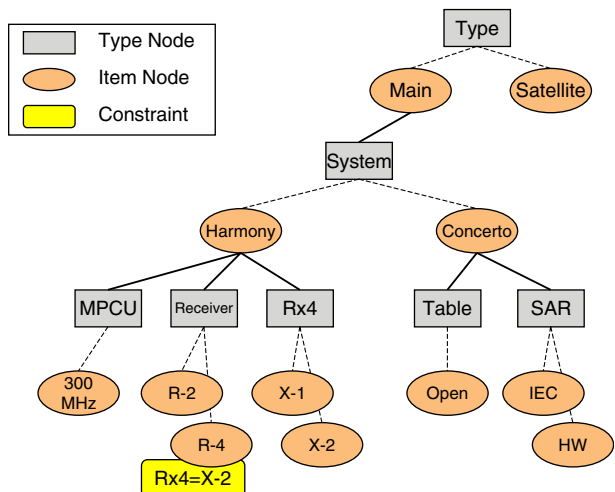 Type Node
Item Node
Constraint
Type
Main
Satellite
System
Harmony
Concerto
MPCU
Receiver
Rx4
Table
SAR
300
MHz
R-2
X-1
Open
IEC
R-4
X-2
HW
Rx4=X-2